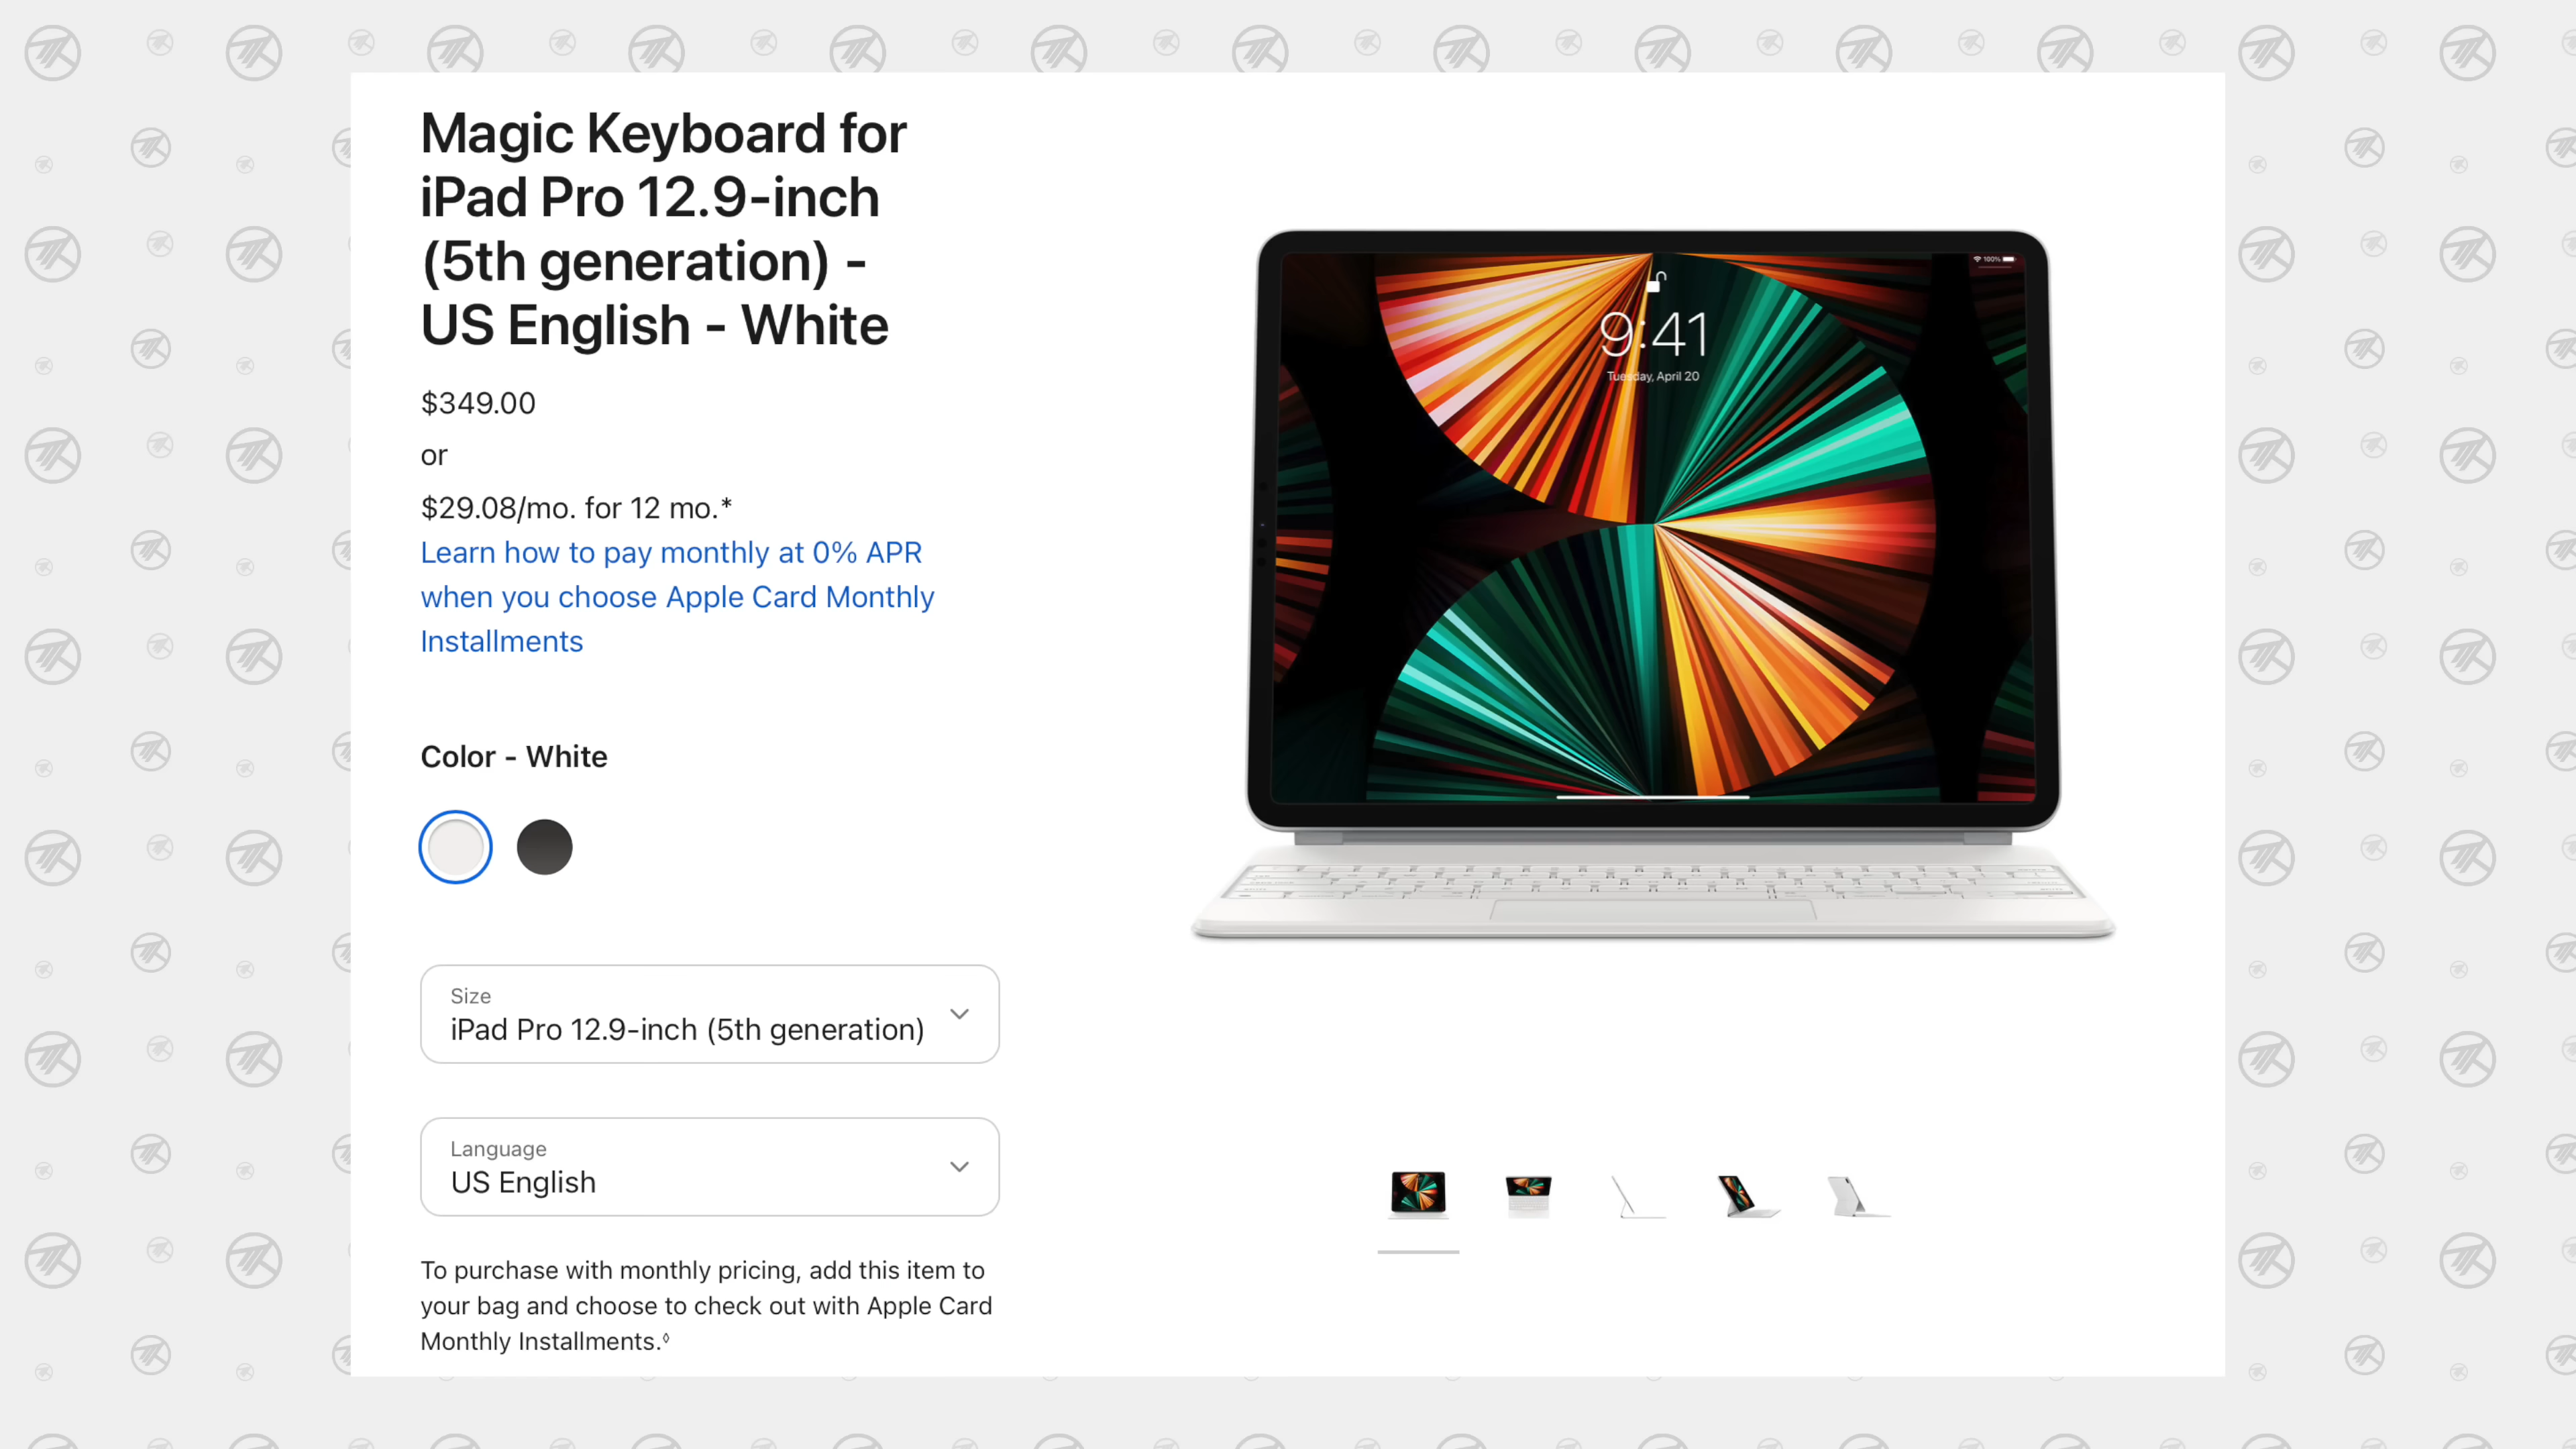 Magic Keyboard for
iPad Pro 12.9-inch
(5th generation) -
US English - White
$349.00
or
$29.08/mo. for 12 mo.*
Learn how to pay monthly at 0% APR
when you choose Apple Card Monthly
Installments
Color - White
Size
iPad Pro 12.9-inch (5th generation)
Language
US English
To purchase with monthly pricing, add this item to
your bag and choose to check out with Apple Card
Monthly Installments.◊
100%
9:41
Tuesday, April 20